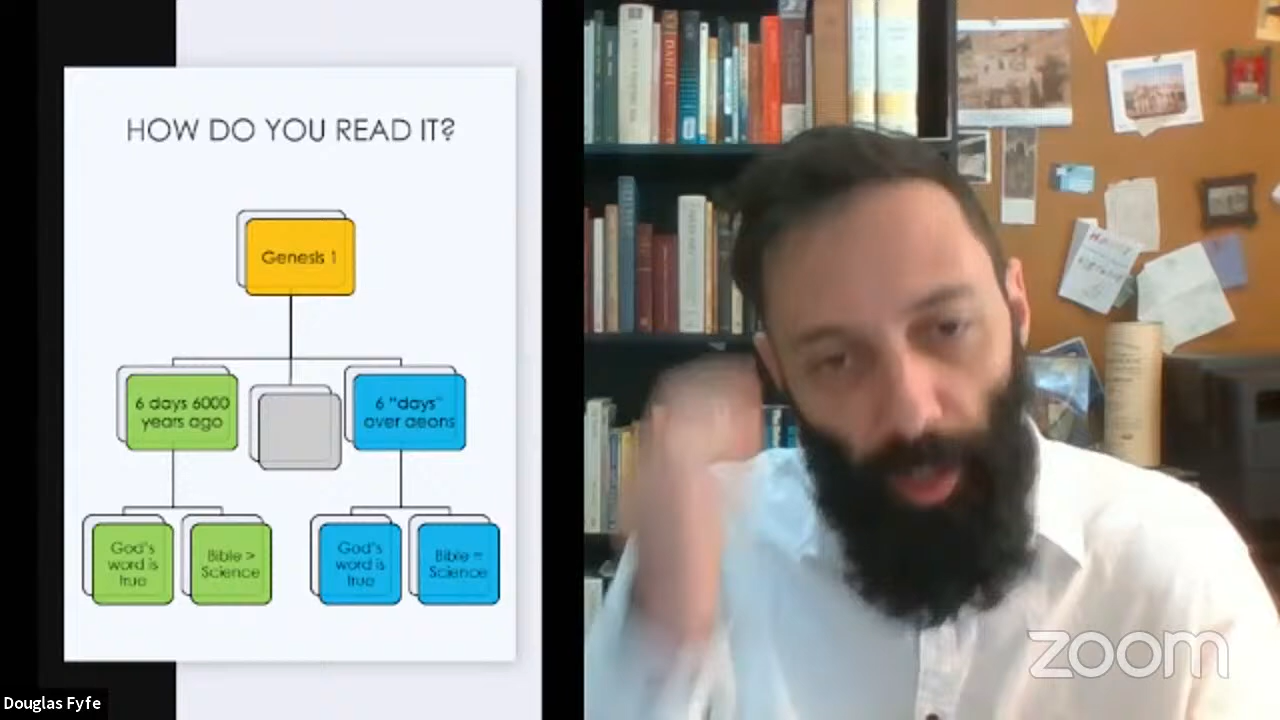 HOW DO YOU READ IT?
Genesis 1
6 days 6000
years ago
6 "days"
over aeons
God's
word is
true
Bible >
Science
God's
word is
true
Bible =
Science
DANIEL
zoom
Douglas Fyfe